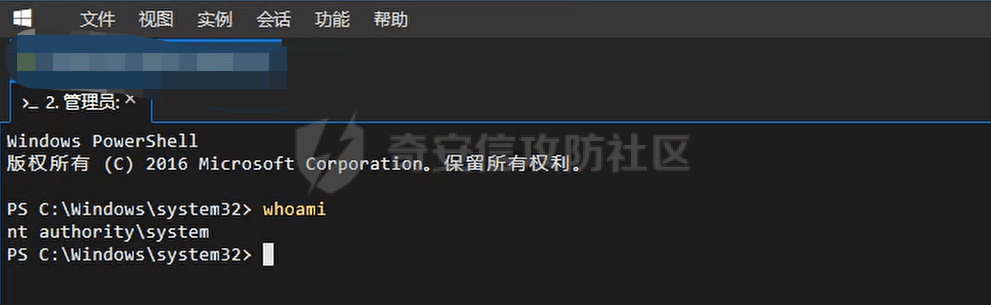 文件 视图 实例 会话 功能 帮助
>_ 2. 管理员: ×
Windows PowerShell
版权所有 (C) 2016 Microsoft Corporation。保留所有权利。
奇安信攻防社区
PS C:\Windows\system32> whoami
nt authority\system
PS C:\Windows\system32>